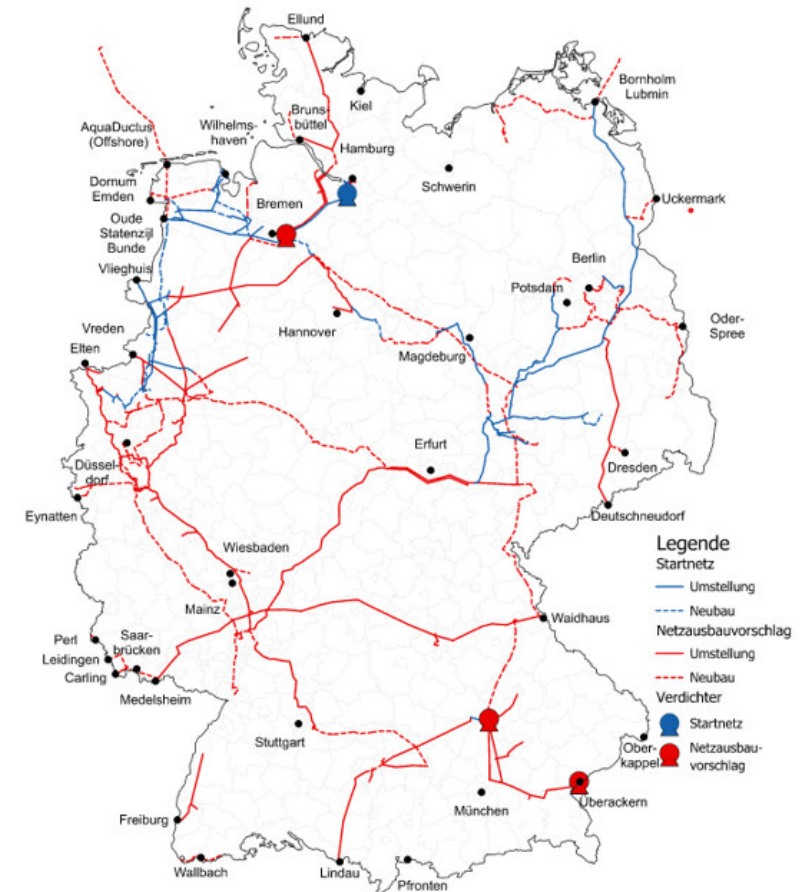 Ellund
Kiel
Bornholm
Lubmin
Bruns-
büttel
AquaDuctus
(Offshore)
Wilhelms-
haven
Hamburg
Schwerin
Dornum
Emden
Bremen
Uckermark
Oude
Statenzijl
Bunde
Vlieghuis
Berlin
Potsdam
Oder-
Spree
Vreden
Hannover
Elten
Magdeburg
Erfurt
Dresden
Düssel-
dorf
Eynatten
Deutschneudorf
Wiesbaden
Mainz
Waidhaus
Perl
Saar-
brücken
Leidingen
Carling
Medelsheim
Stuttgart
Ober-
kappel
München
Überackern
Freiburg
Wallbach
Lindau
Pfronten
Legende
Startnetz
Umstellung
Neubau
Netzausbauvorschlag
Umstellung
Neubau
Verdichter
Startnetz
Netzausbau-
vorschlag